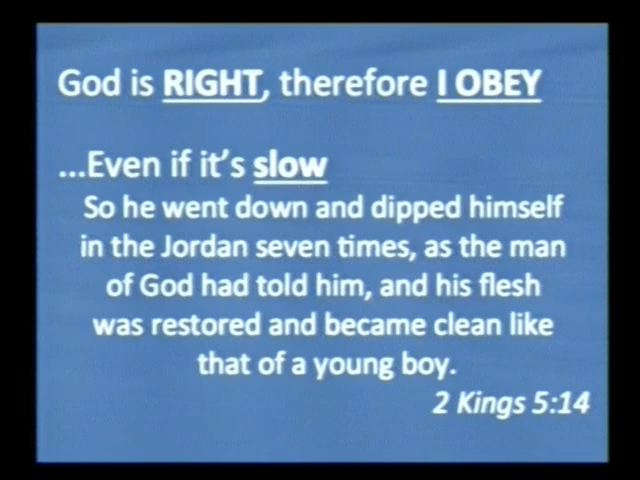 God is RIGHT, therefore I OBEY
...Even if it's slow
So he went down and dipped himself
in the Jordan seven times, as the man
of God had told him, and his flesh
was restored and became clean like
that of a young boy.
2 Kings 5:14